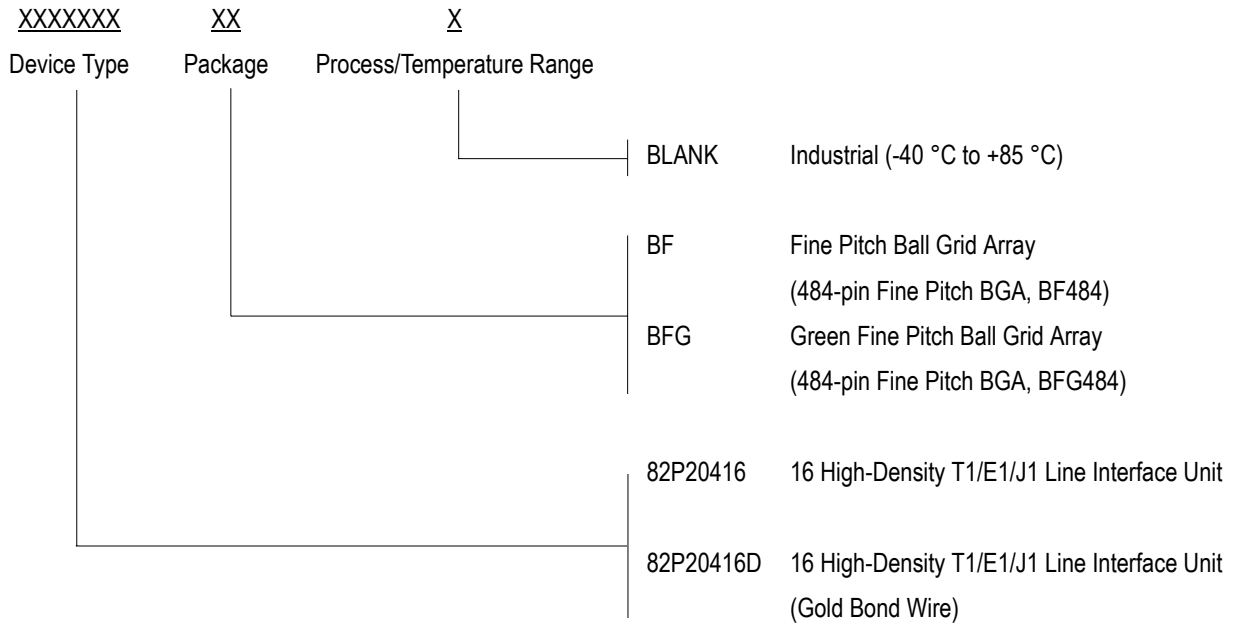 XXXXXXX XX X
Device Type Package Process/Temperature Range
BLANK Industrial (-40 °C to +85 °C)
BF Fine Pitch Ball Grid Array
(484-pin Fine Pitch BGA, BF484)
BFG Green Fine Pitch Ball Grid Array
(484-pin Fine Pitch BGA, BFG484)
82P20416 16 High-Density T1/E1/J1 Line Interface Unit
82P20416D 16 High-Density T1/E1/J1 Line Interface Unit
(Gold Bond Wire)